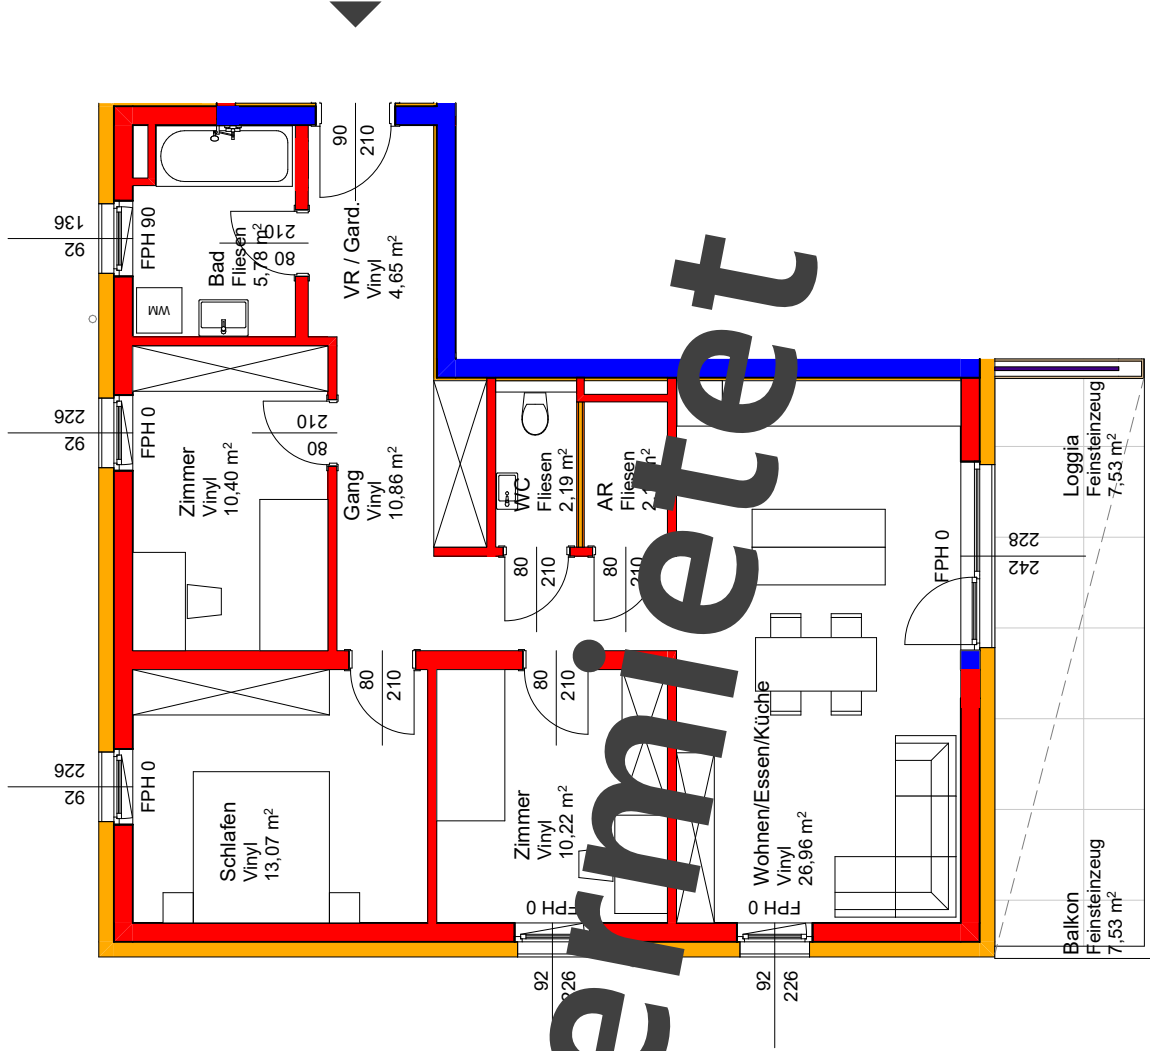 90
210
136
92
FPH 90
Bad
Fliesen
5,78 m²
80
210
VR / Gard.
Vinyl
4,65 m²
WM
226
92
FPH 0
Zimmer
Vinyl
10,40 m²
80
210
Gang
Vinyl
10,86 m²
WC
Fliesen
2,19 m²
AR
Fliesen
80
210
80
210
FPH 0
228
242
Loggia
Feinsteinzeug
7,53 m²
226
92
FPH 0
Schlafen
Vinyl
13,07 m²
80
210
80
210
Zimmer
Vinyl
10,22 m²
FPH 0
92
226
Wohnen/Essen/Küche
Vinyl
26,96 m²
FPH 0
92
226
Balkon
Feinsteinzeug
7,53 m²
ermietet